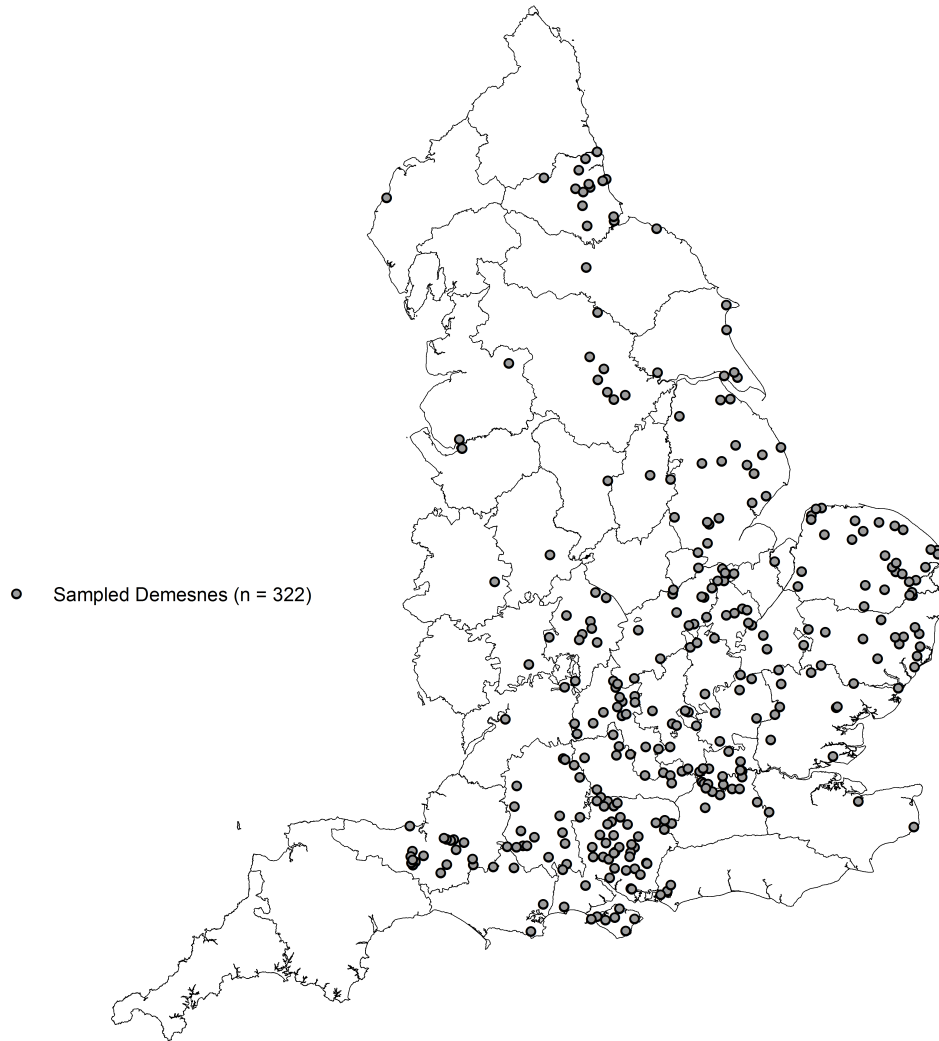 Sampled Demesnes (n = 322)